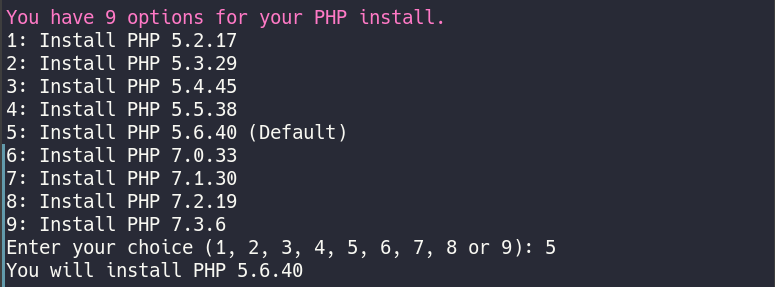 You have 9 options for your PHP install.
1: Install PHP 5.2.17
2: Install PHP 5.3.29
3: Install PHP 5.4.45
4: Install PHP 5.5.38
5: Install PHP 5.6.40 (Default)
6: Install PHP 7.0.33
7: Install PHP 7.1.30
8: Install PHP 7.2.19
9: Install PHP 7.3.6
Enter your choice (1, 2, 3, 4, 5, 6, 7, 8 or 9): 5
You will install PHP 5.6.40